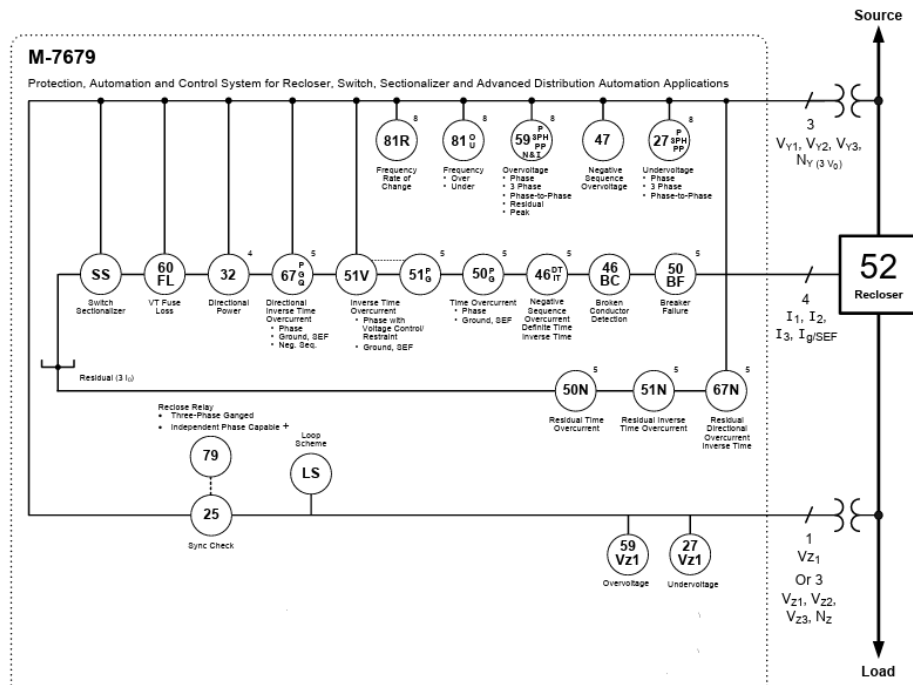 Source
M-7679
Protection, Automation and Control System for Recloser, Switch, Sectionalizer and Advanced Distribution Automation Applications
8
81R
Frequency
Rate of
Change
8
81 O
U
Frequency
• Over
• Under
8
59 P
3PH
PP
N&I
Overvoltage
• Phase
• 3 Phase
• Phase-to-Phase
• Residual
• Peak
47
Negative
Sequence
Overvoltage
8
27 P
3PH
PP
Undervoltage
• Phase
• 3 Phase
• Phase-to-Phase
3
VY1, VY2, VY3,
NY (3 V0)
SS
Switch
Sectionalizer
60
FL
VT Fuse
Loss
4
32
Directional
Power
5
67 P
G
Q
Directional
Inverse Time
Overcurrent
• Phase
• Ground, SEF
• Neg. Seq.
51V
Inverse Time
Overcurrent
• Phase with
Voltage Control/
Restraint
• Ground, SEF
5
51 P
G
5
50 P
G
Time Overcurrent
• Phase
• Ground, SEF
5
46 DT
IT
Negative
Sequence
Overcurrent
Definite Time
Inverse Time
46
BC
Broken
Conductor
Detection
5
50
BF
Breaker
Failure
4
I1, I2,
I3, Ig/SEF
52
Recloser
Residual (3 I0)
5
50N
Residual Time
Overcurrent
5
51N
Residual Inverse
Time Overcurrent
5
67N
Residual
Directional
Overcurrent
Inverse Time
Reclose Relay
• Three-Phase Ganged
• Independent Phase Capable +
79
Loop
Scheme
LS
25
Sync Check
59
Vz1
Overvoltage
27
Vz1
Undervoltage
1
VZ1
Or 3
VZ1, VZ2,
VZ3, NZ
Load